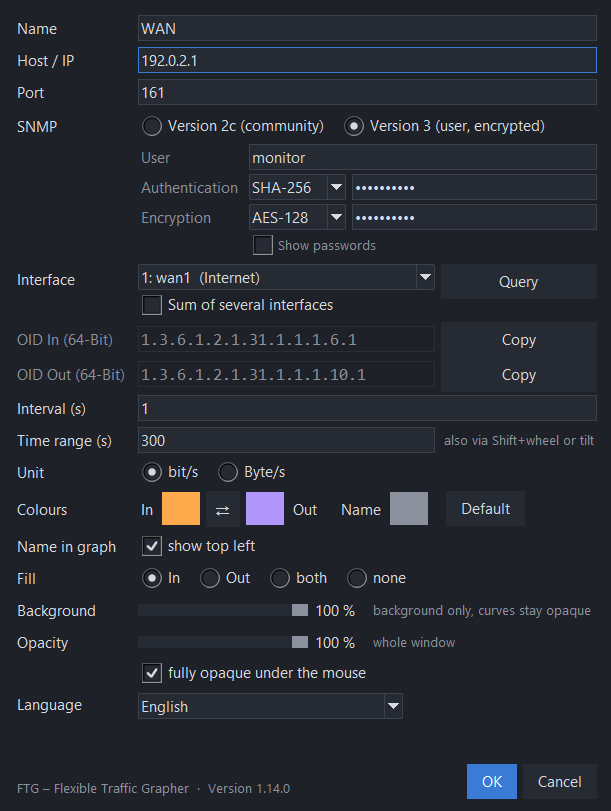 Name WAN
Host / IP 192.0.2.1
Port 161
SNMP Version 2c (community) Version 3 (user, encrypted)
User monitor
Authentication SHA-256 ••••••••••
Encryption AES-128 ••••••••••
Show passwords
Interface 1: wan1 (Internet) Query
Sum of several interfaces
OID In (64-Bit) 1.3.6.1.2.1.31.1.1.1.6.1 Copy
OID Out (64-Bit) 1.3.6.1.2.1.31.1.1.1.10.1 Copy
Interval (s) 1
Time range (s) 300 also via Shift+wheel or tilt
Unit bit/s Byte/s
Colours In ⇄ Out Name Default
Name in graph show top left
Fill In Out both none
Background 100 % background only, curves stay opaque
Opacity 100 % whole window
fully opaque under the mouse
Language English
FTG – Flexible Traffic Grapher · Version 1.14.0 OK Cancel